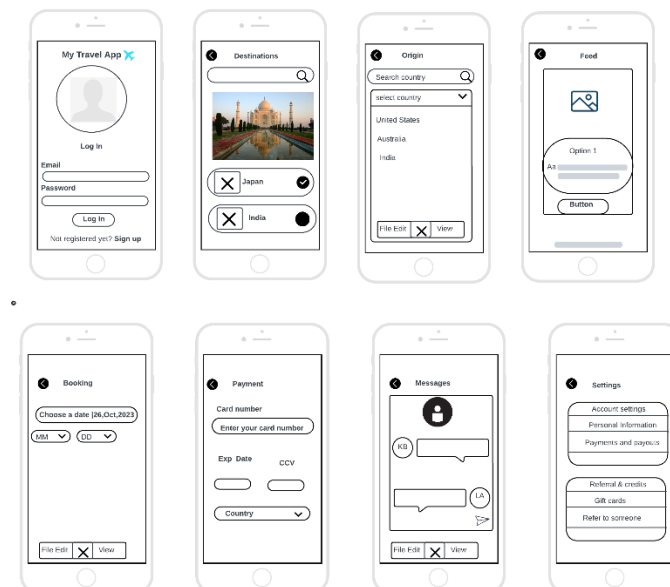 My Travel App
Log In
Email
Password
Log In
Not registered yet? Sign up
Destinations
Japan
India
Origin
Search country
select country
United States
Australia
India
File Edit View
Feed
Option 1
Aa
Button
Booking
Choose a date |26,Oct,2023
MM DD
File Edit View
Payment
Card number
Enter your card number
Exp Date CCV
Country
Messages
KB
LA
File Edit View
Settings
Account settings
Personal Information
Payments and payouts
Referral & credits
Gift cards
Refer to someone